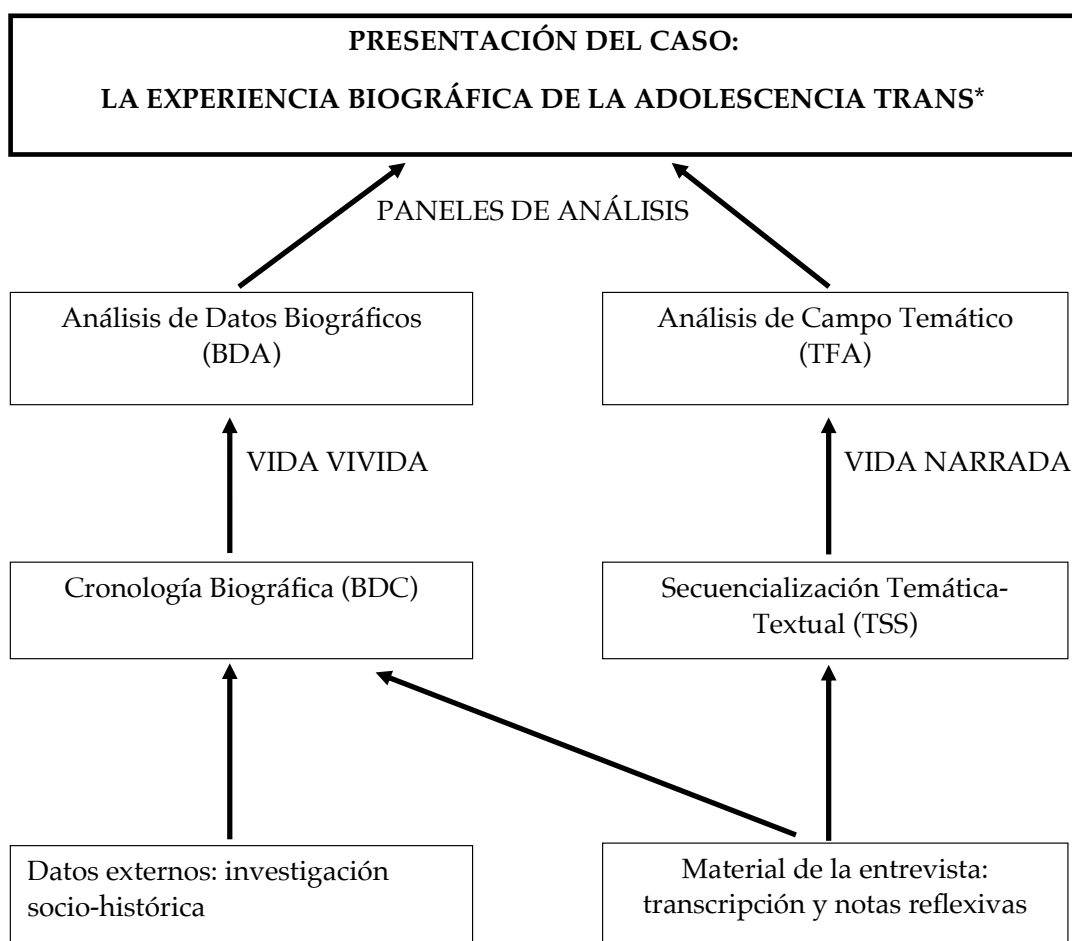 PRESENTACIÓN DEL CASO:
LA EXPERIENCIA BIOGRÁFICA DE LA ADOLESCENCIA TRANS*
PANELES DE ANÁLISIS
Análisis de Datos Biográficos
(BDA)
Análisis de Campo Temático
(TFA)
VIDA VIVIDA
VIDA NARRADA
Cronología Biográfica (BDC)
Secuencialización Temática-
Textual (TSS)
Datos externos: investigación
socio-histórica
Material de la entrevista:
transcripción y notas reflexivas